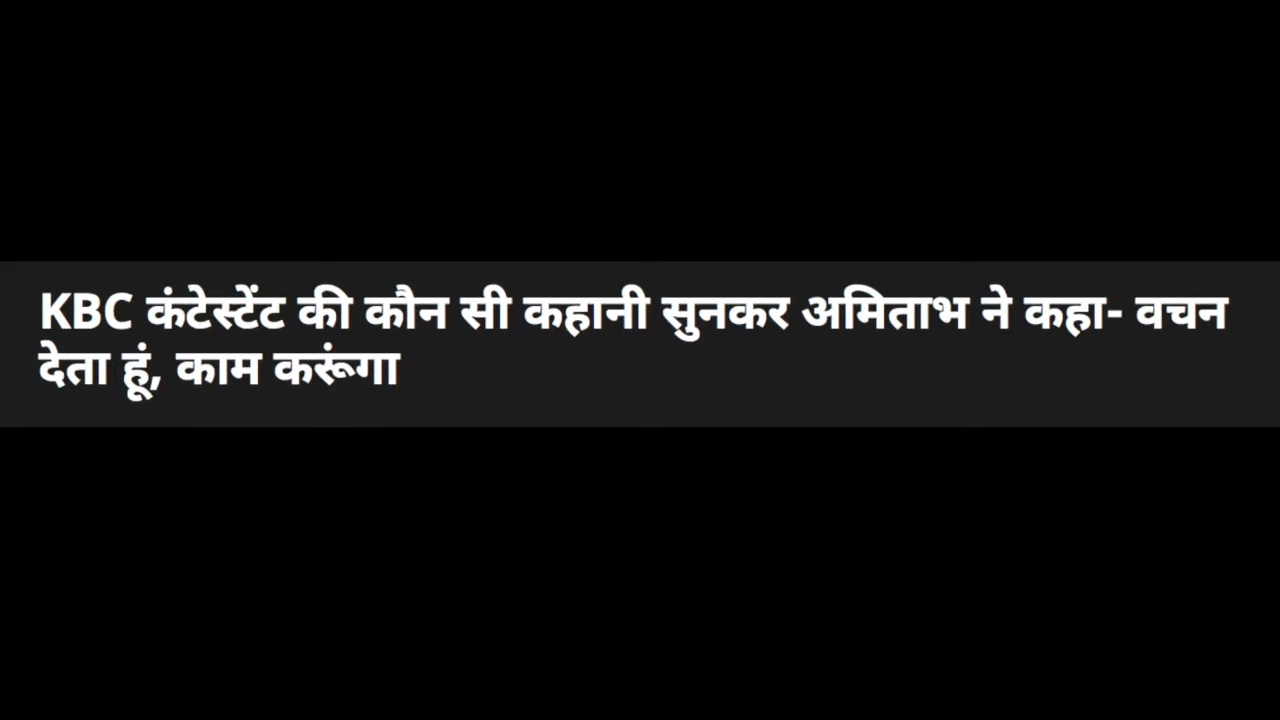 KBC कंटेस्टेंट की कौन सी कहानी सुनकर अमिताभ ने कहा- वचन
देता हूं, काम करूंगा